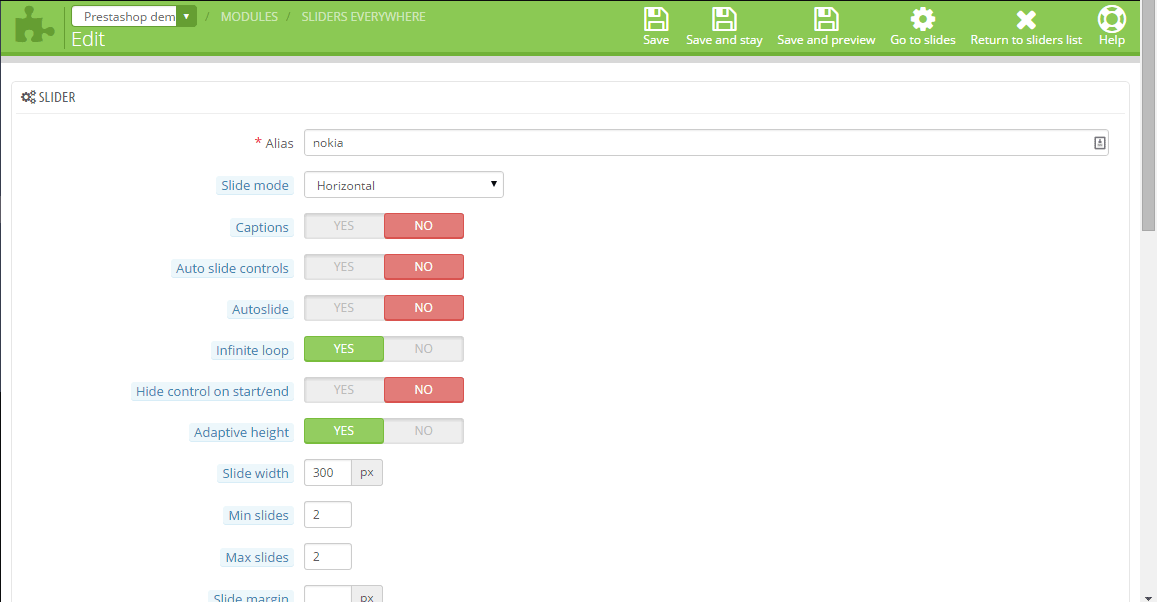 Prestashop dem / MODULES / SLIDERS EVERYWHERE
Edit
Save Save and stay Save and preview Go to slides Return to sliders list Help
SLIDER
* Alias nokia
Slide mode Horizontal
Captions YES NO
Auto slide controls YES NO
Autoslide YES NO
Infinite loop YES NO
Hide control on start/end YES NO
Adaptive height YES NO
Slide width 300 px
Min slides 2
Max slides 2
Slide margin px